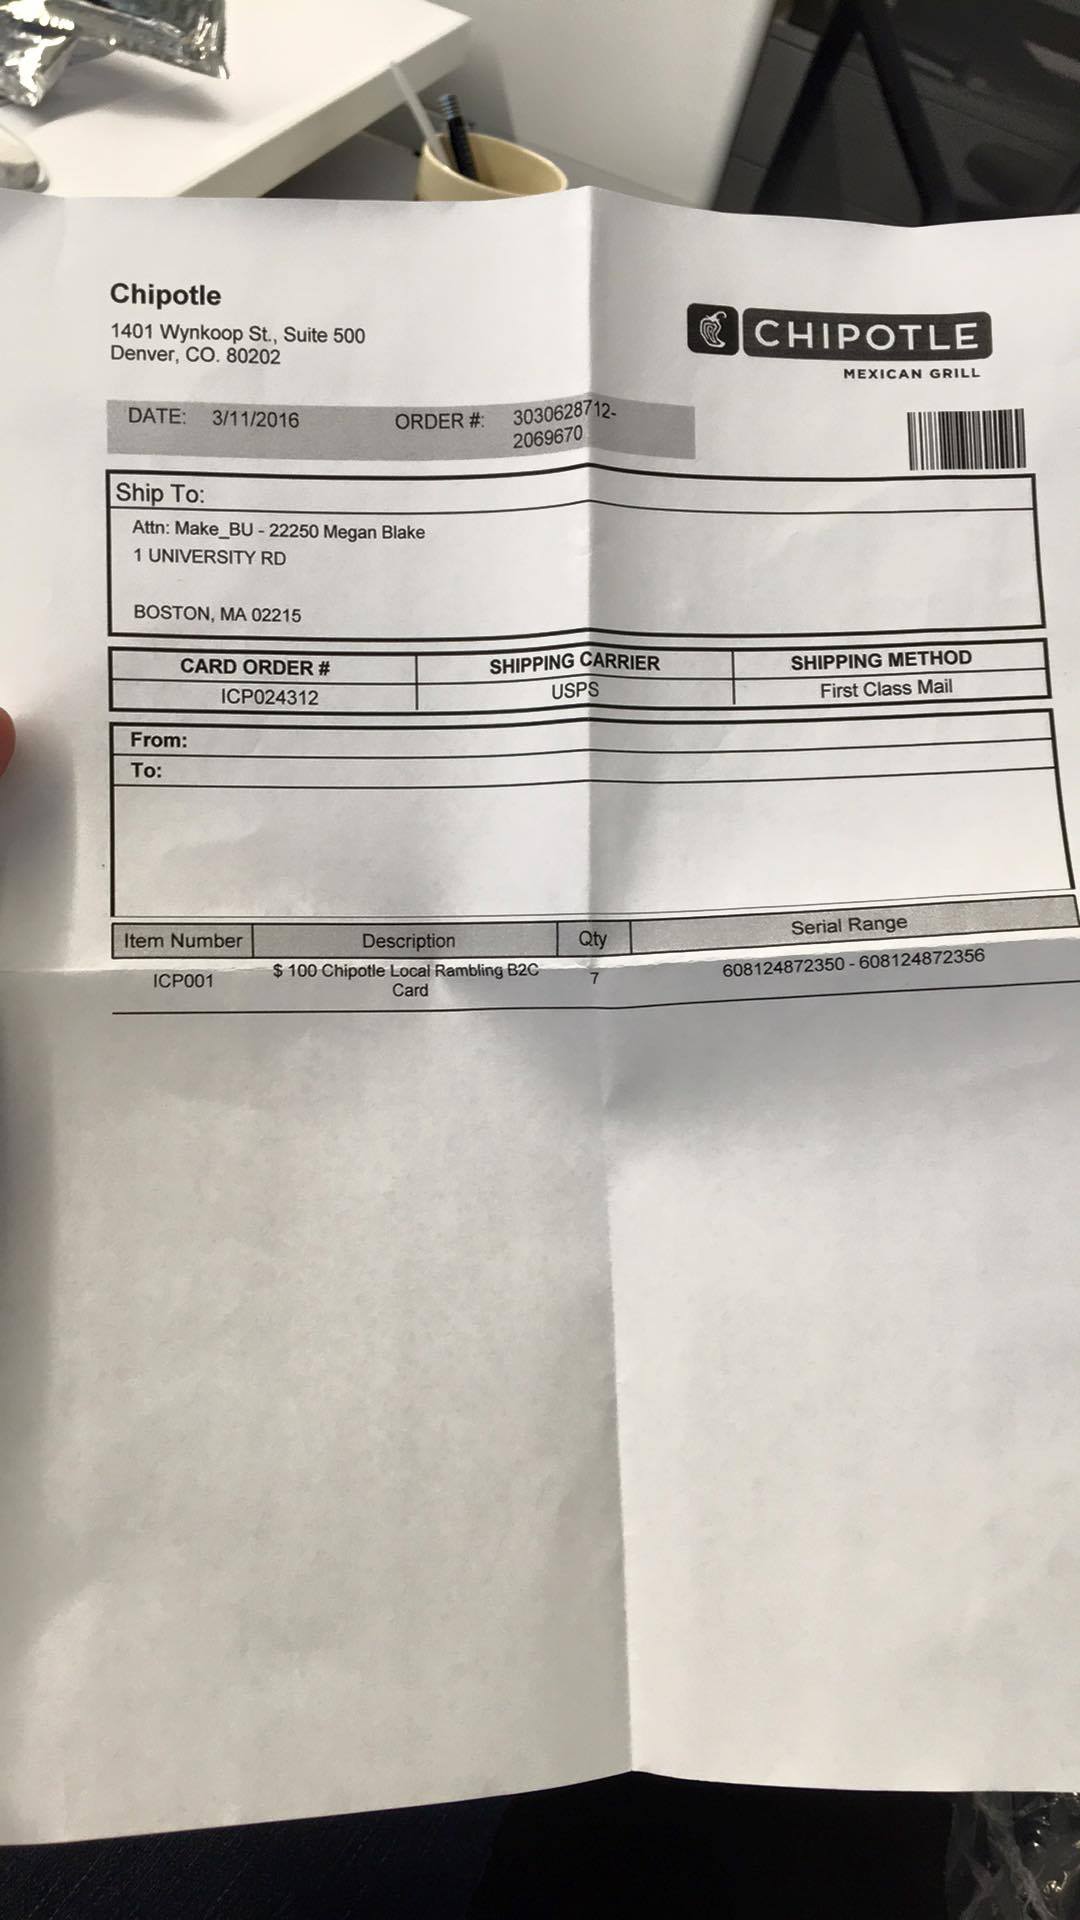 Chipotle
1401 Wynkoop St., Suite 500
Denver, CO. 80202
CHIPOTLE
MEXICAN GRILL
DATE: 3/11/2016 ORDER #: 3030628712-
2069670
Ship To:
Attn: Make_BU - 22250 Megan Blake
1 UNIVERSITY RD
BOSTON, MA 02215
CARD ORDER # SHIPPING CARRIER SHIPPING METHOD
ICP024312 USPS First Class Mail
From:
To:
Item Number Description Qty Serial Range
ICP001 $ 100 Chipotle Local Rambling B2C 7 608124872350 - 608124872356
Card